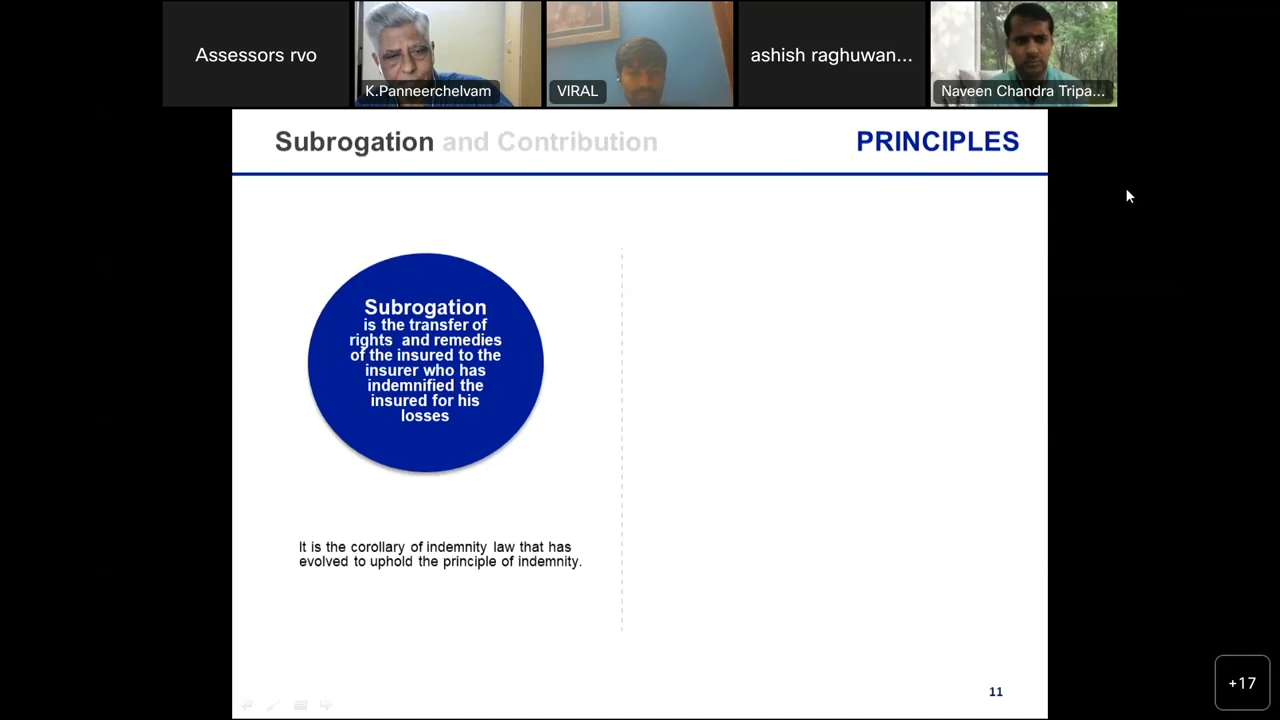 Assessors rvo
K.Panneerchelvam
VIRAL
ashish raghuwan...
Naveen Chandra Tripa...
Subrogation and Contribution
PRINCIPLES
Subrogation
is the transfer of
rights and remedies
of the insured to the
insurer who has
indemnified the
insured for his
losses
It is the corollary of indemnity law that has
evolved to uphold the principle of indemnity.
11
+17